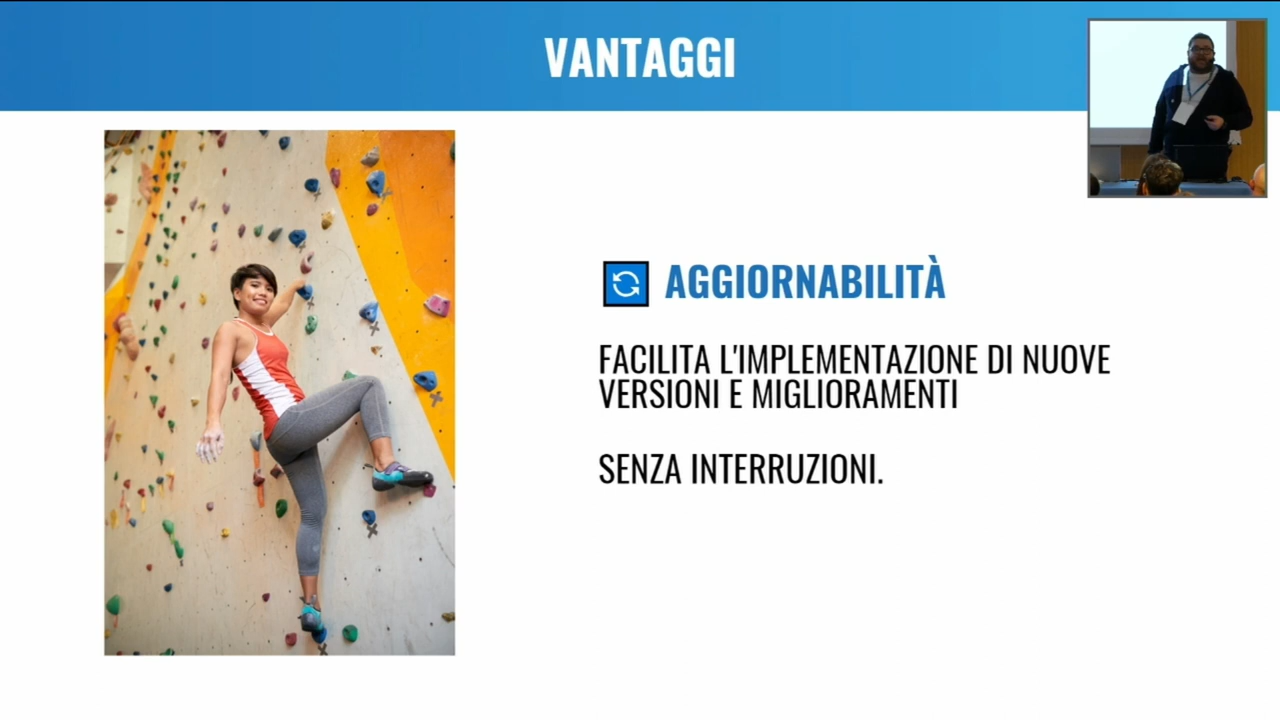 VANTAGGI
AGGIORNABILITÀ
FACILITA L'IMPLEMENTAZIONE DI NUOVE
VERSIONI E MIGLIORAMENTI
SENZA INTERRUZIONI.